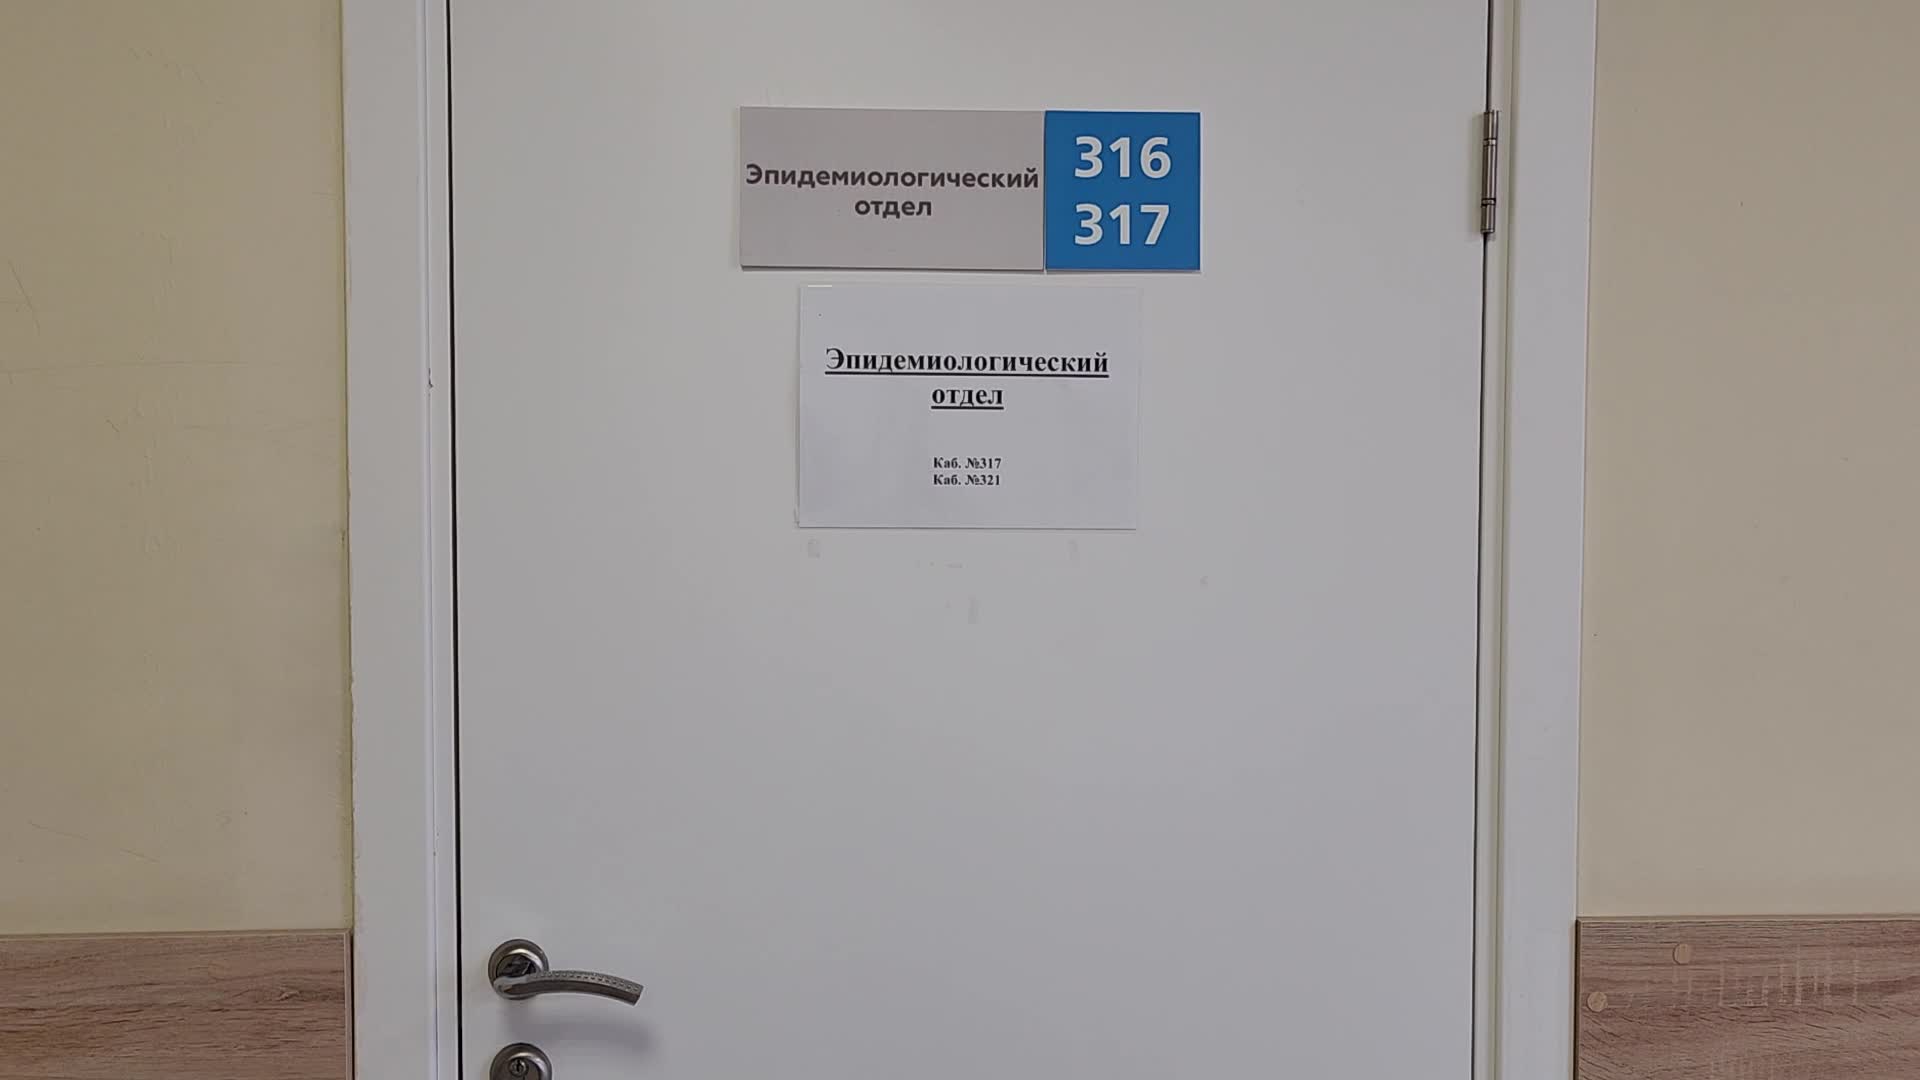 Эпидемиологический
отдел
316
317
Эпидемиологический
отдел
Каб. №317
Каб. №321